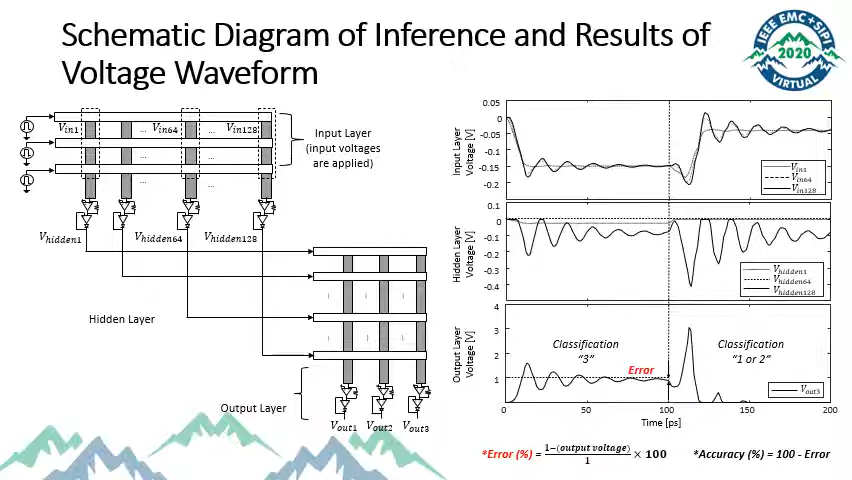 Schematic Diagram of Inference and Results of
Voltage Waveform
IEEE EMC+SIPI
2020
VIRTUAL
V_in1 ... V_in64 ... V_in128
... ...
... ...
Input Layer
(input voltages
are applied)
V_hidden1 V_hidden64 V_hidden128
Hidden Layer
Output Layer
V_out1 V_out2 V_out3
Input Layer
Voltage [V]
0.05
0
-0.05
-0.1
-0.15
-0.2
V_in1
V_in64
V_in128
Hidden Layer
Voltage [V]
0.1
0
-0.1
-0.2
-0.3
-0.4
V_hidden1
V_hidden64
V_hidden128
Output Layer
Voltage [V]
4
3
2
1
Classification
“3”
Error
Classification
“1 or 2”
V_out3
0 50 100 150 200
Time [ps]
*Error (%) = 1−(output voltage)/1 × 100 *Accuracy (%) = 100 - Error